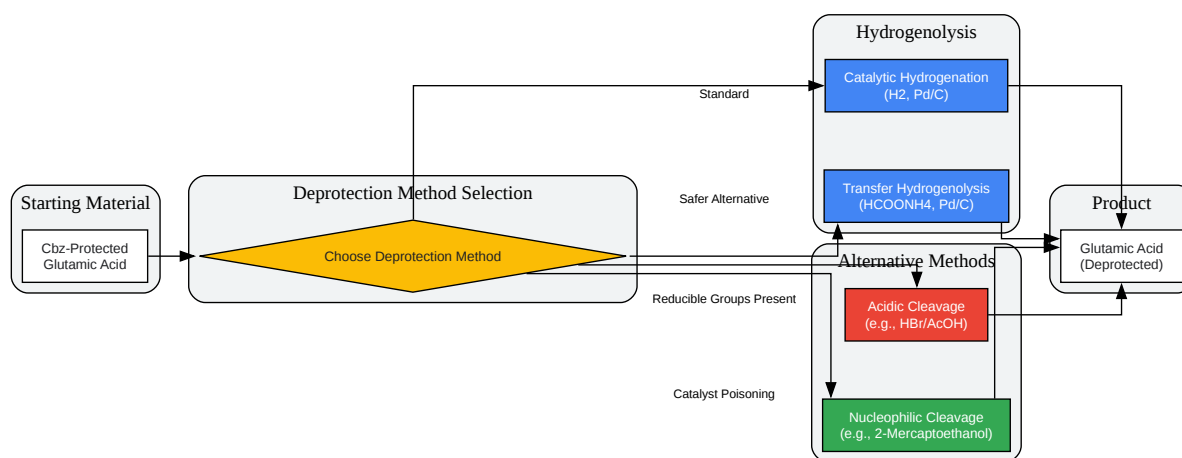 Hydrogenolysis
Catalytic Hydrogenation
(H2, Pd/C)
Standard
Transfer Hydrogenolysis
(HCOONH4, Pd/C)
Safer Alternative
Deprotection Method Selection
Choose Deprotection Method
Starting Material
Cbz-Protected
Glutamic Acid
Product
Glutamic Acid
(Deprotected)
Alternative Methods
Reducible Groups Present
Acidic Cleavage
(e.g., HBr/AcOH)
Catalyst Poisoning
Nucleophilic Cleavage
(e.g., 2-Mercaptoethanol)